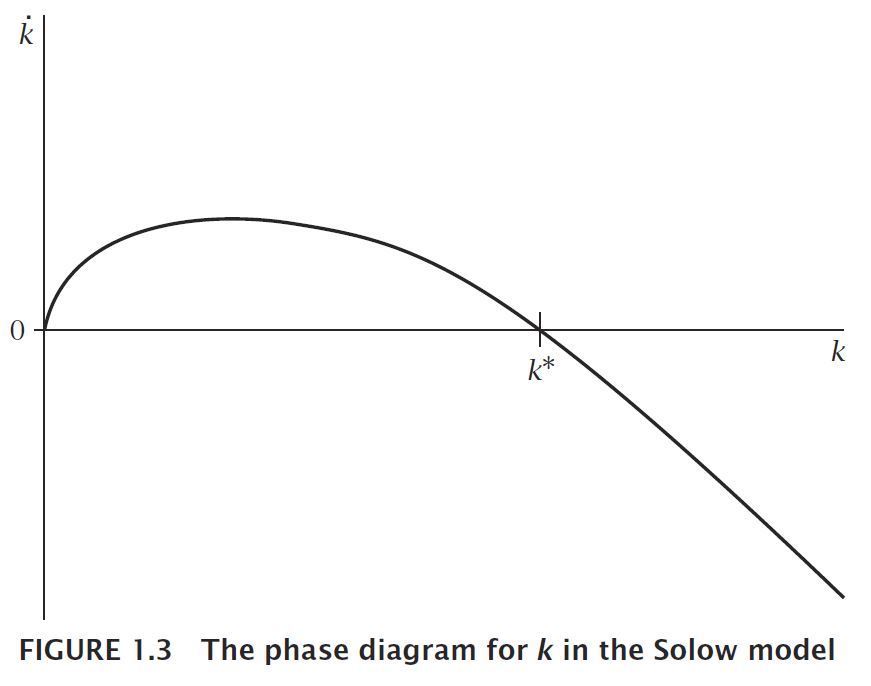 k̇
0
k
k*
FIGURE 1.3 The phase diagram for k in the Solow model